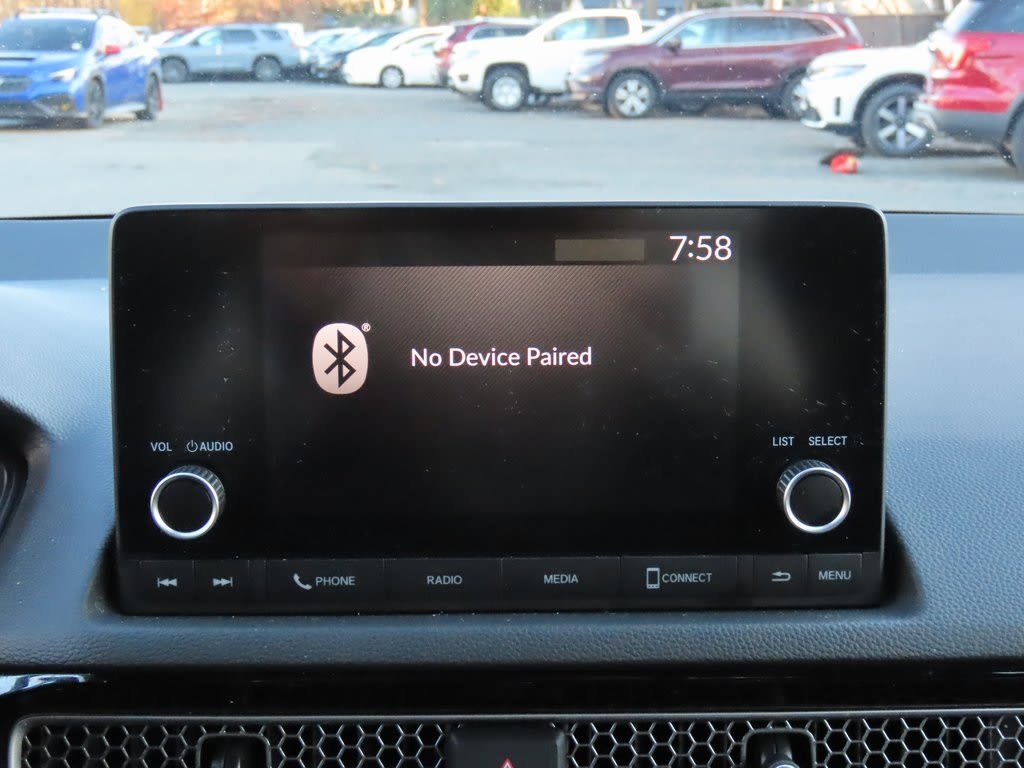 7:58
®
No Device Paired
VOL AUDIO
LIST SELECT
PHONE RADIO MEDIA CONNECT MENU